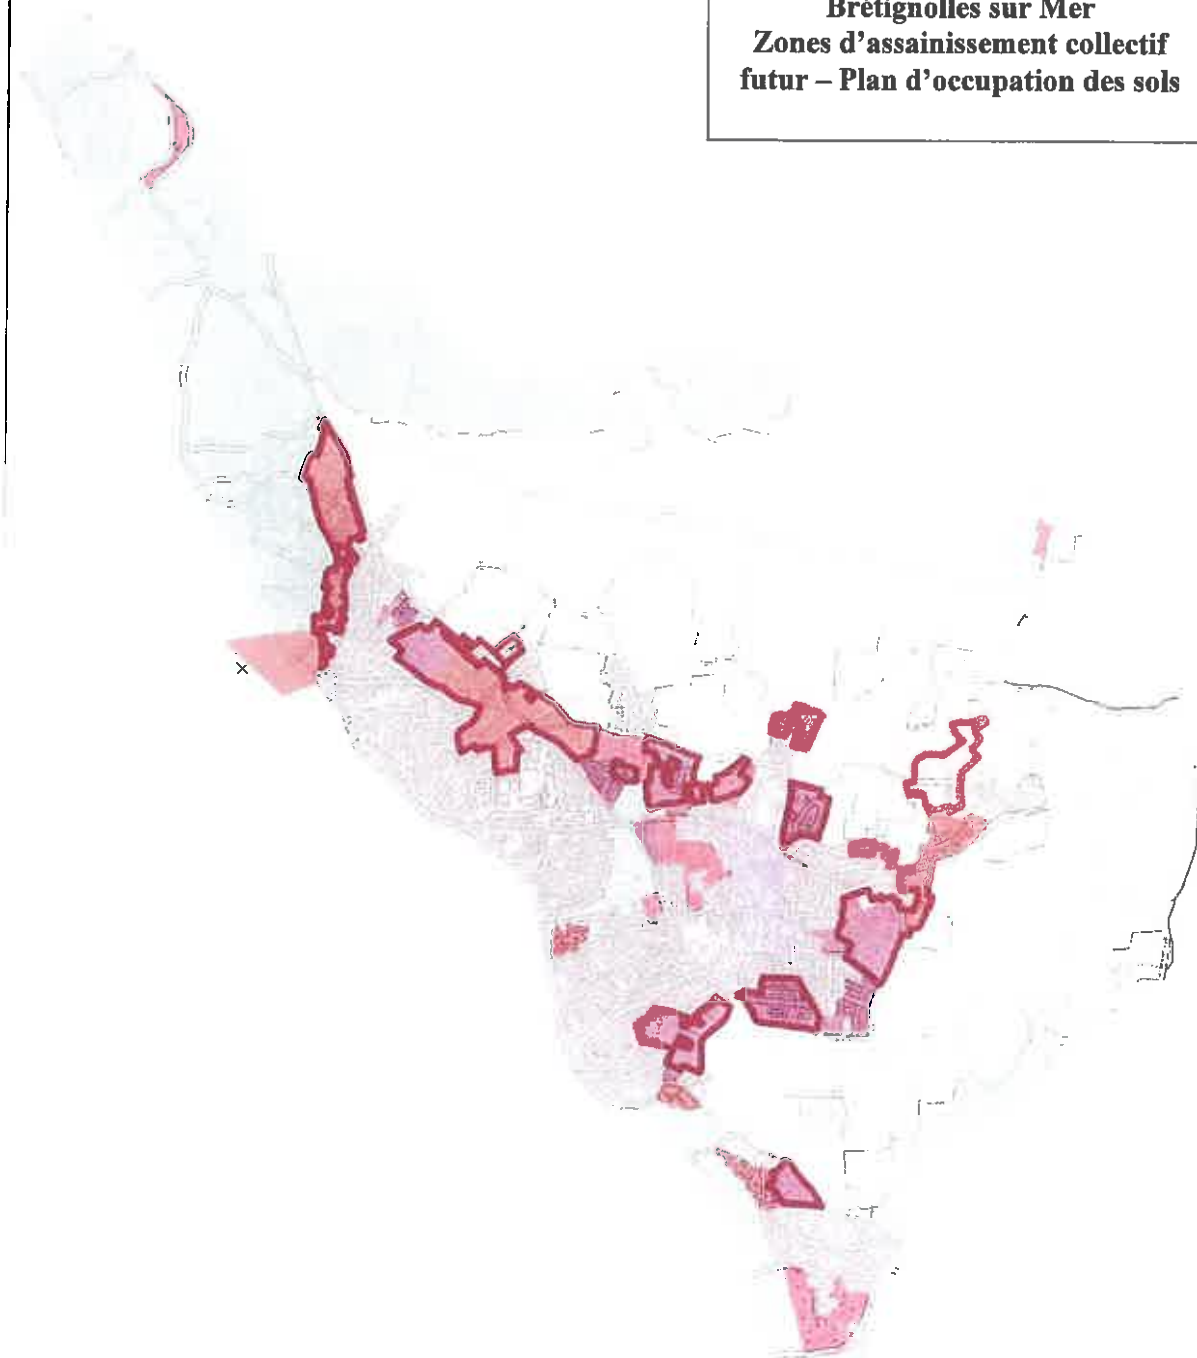 Brétignolles sur Mer
Zones d'assainissement collectif
futur – Plan d'occupation des sols